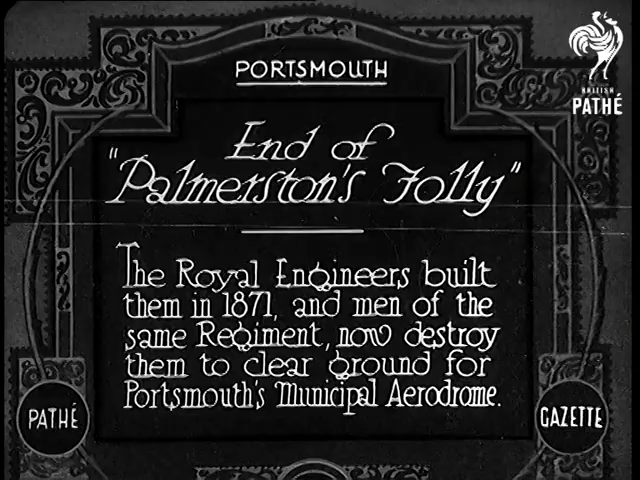 BRITISH
PATHÉ
PORTSMOUTH
End of
"Palmerston's Folly"
The Royal Engineers built
them in 1871, and men of the
same Regiment, now destroy
them to clear ground for
Portsmouth's Municipal Aerodrome.
PATHÉ
GAZETTE